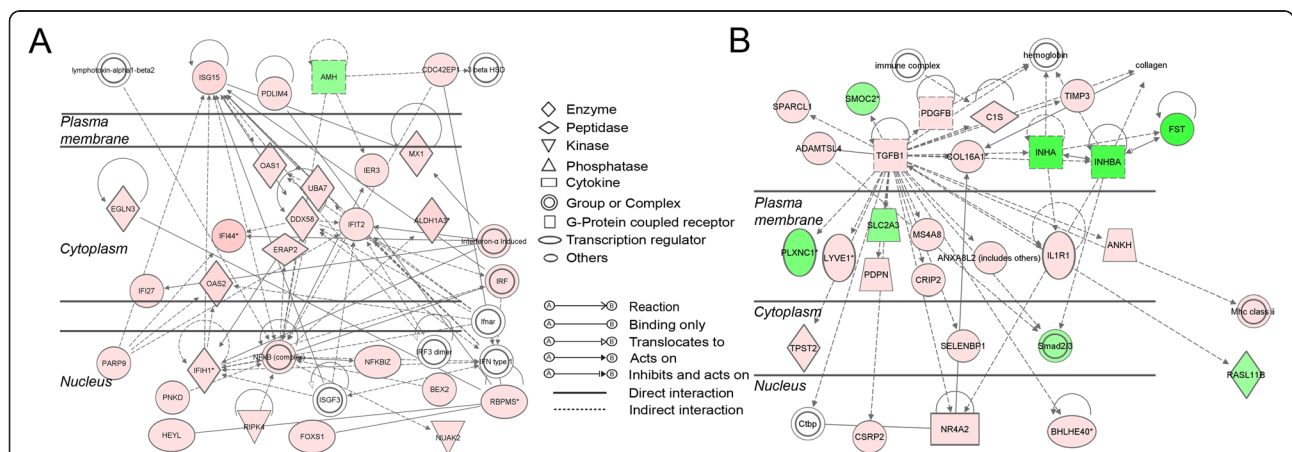 A
lymphotoxin-alpha1-beta2
ISG15
AMH
CDC42EP1
3 beta HSD
PDLIM4
Plasma
membrane
OAS1
MX1
IER3
UBA7
EGLN3
DDX58
IFIT2
ALDH1A3*
IFI44*
Interferon-α Induced
Cytoplasm
ERAP2
IRF
IFI27
OAS2
Ifnar
PARP9
IFIH1*
NFkB (complex)
NFKBIZ
IRF3 dimer
IFN type 1
Nucleus
PNKD
ISGF3
BEX2
RBPMS*
HEYL
RIPK4
FOXS1
NUAK2
Enzyme
Peptidase
Kinase
Phosphatase
Cytokine
Group or Complex
G-Protein coupled receptor
Transcription regulator
Others
A B Reaction
A B Binding only
A B Translocates to
A B Acts on
A B Inhibits and acts on
Direct interaction
Indirect interaction
B
immune complex
hemoglobin
collagen
SPARCL1
SMOC2*
PDGFB
C1S
TIMP3
ADAMTSL4
TGFB1
COL16A1*
INHA
INHBA
FST
Plasma
membrane
SLC2A3
PLXNC1*
LYVE1*
MS4A8
ANXA8L2 (includes others)
IL1R1
ANKH
PDPN
CRIP2
Cytoplasm
Mhc class ii
TPST2
SELENBP1
Smad2/3
RASL11B
Nucleus
Ctbp
CSRP2
NR4A2
BHLHE40*